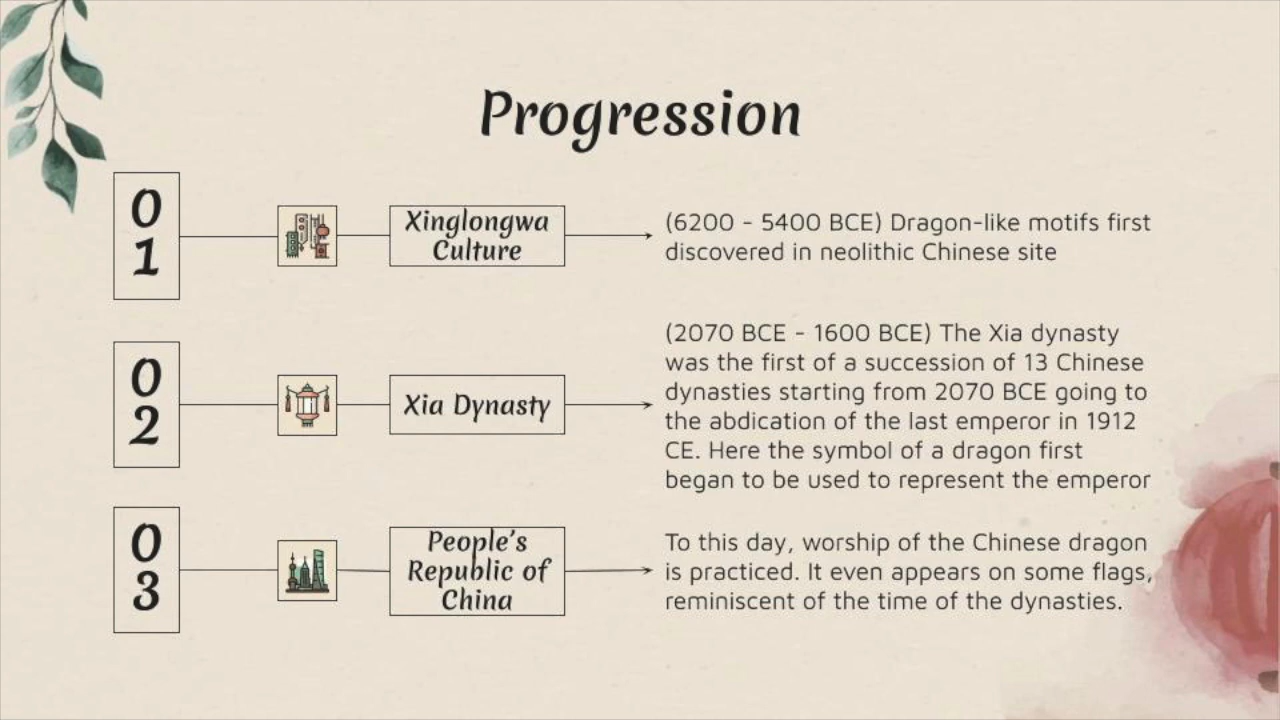 Progression
0
1
Xinglongwa
Culture
(6200 - 5400 BCE) Dragon-like motifs first
discovered in neolithic Chinese site
0
2
Xia Dynasty
(2070 BCE - 1600 BCE) The Xia dynasty
was the first of a succession of 13 Chinese
dynasties starting from 2070 BCE going to
the abdication of the last emperor in 1912
CE. Here the symbol of a dragon first
began to be used to represent the emperor
0
3
People's
Republic of
China
To this day, worship of the Chinese dragon
is practiced. It even appears on some flags,
reminiscent of the time of the dynasties.